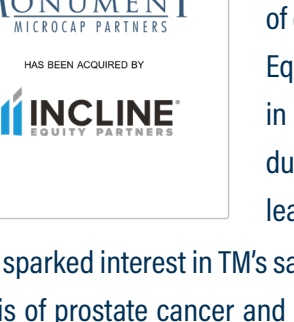 MONUMENT
MICROCAP PARTNERS
HAS BEEN ACQUIRED BY
INCLINE
EQUITY PARTNERS
of
Eq
in
du
lea
sparked interest in TM's sa
is of prostate cancer and